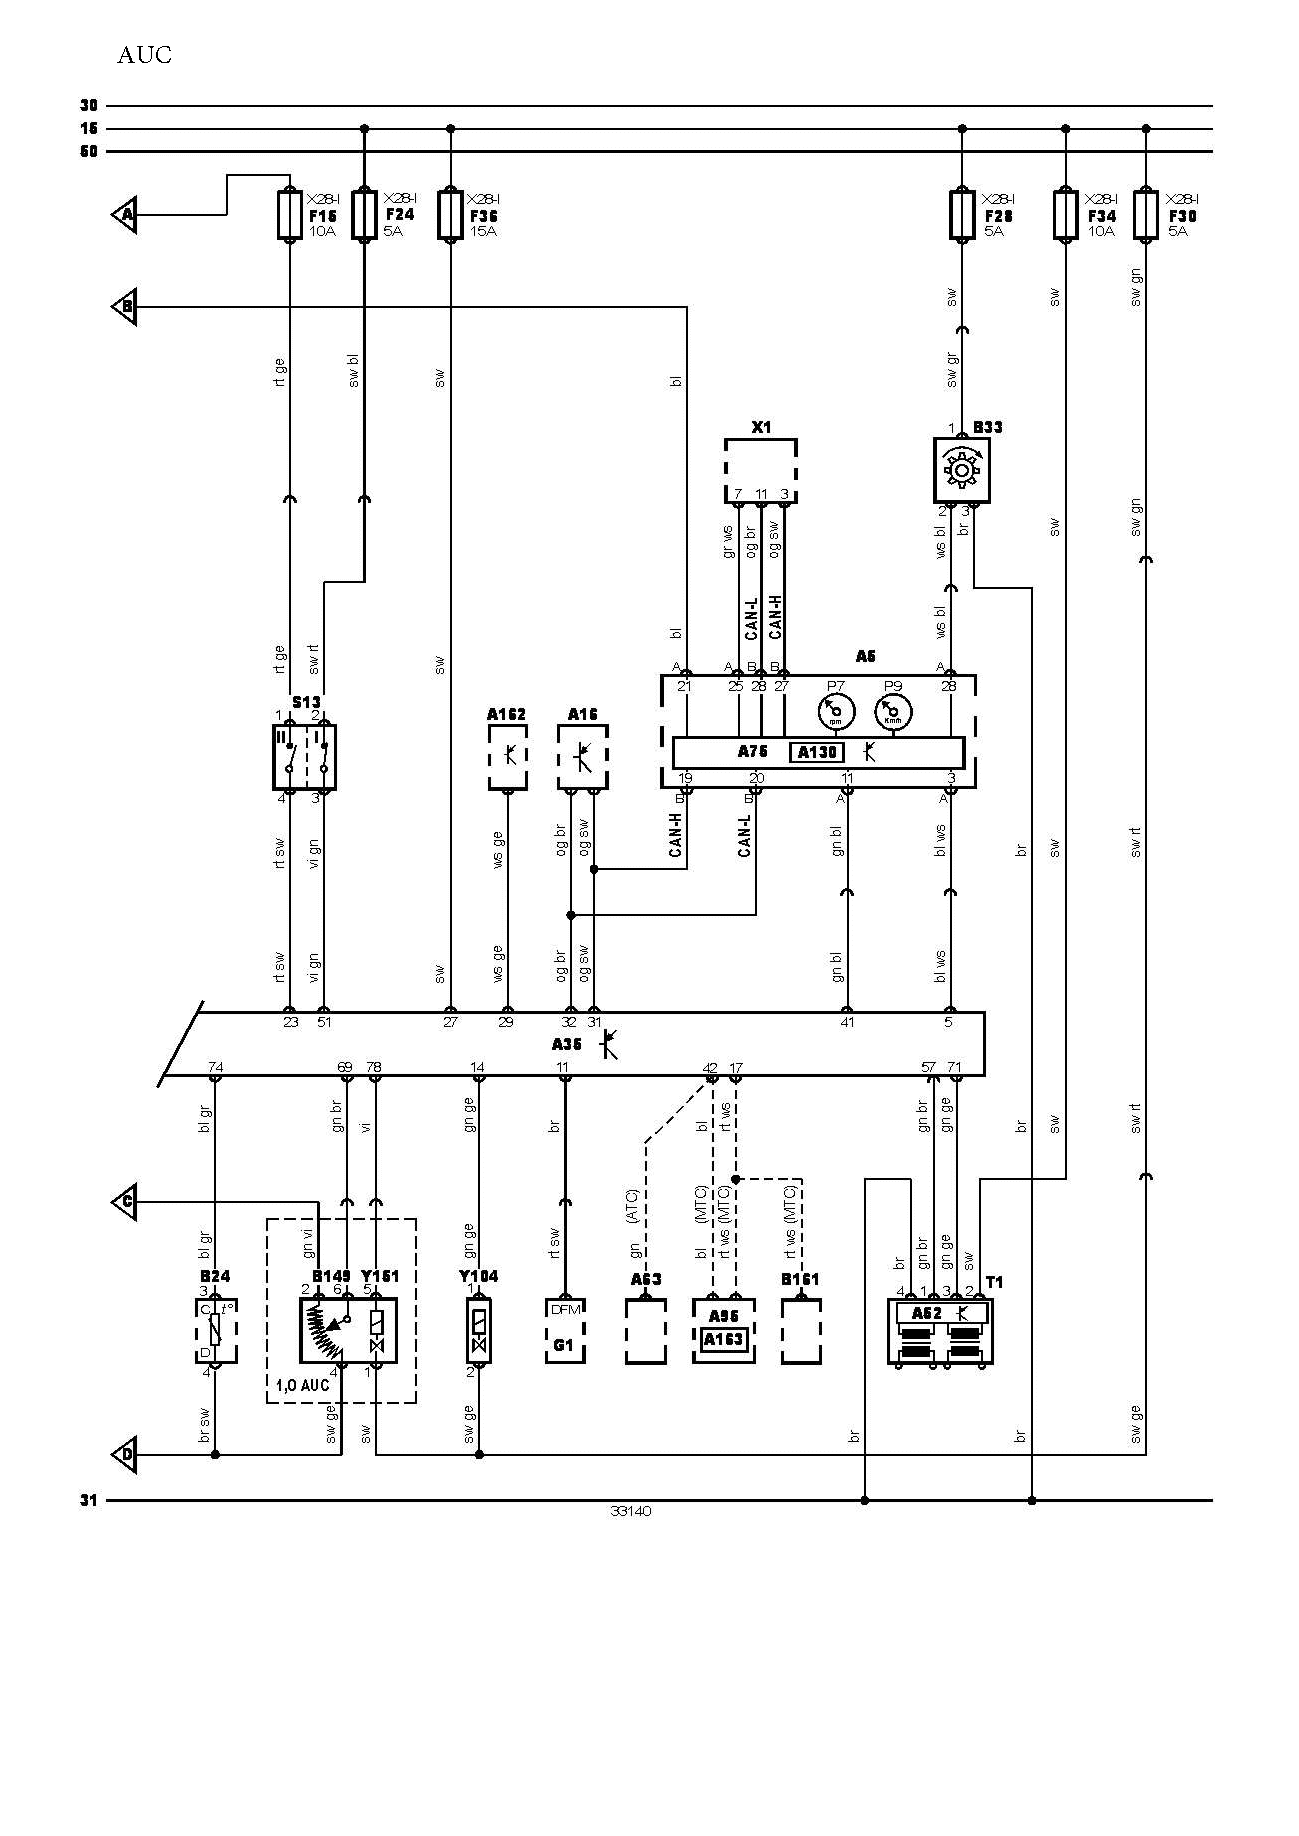 AUC
30
15
50
A
X28-I
F15
10A
X28-I
F24
5A
X28-I
F36
15A
X28-I
F28
5A
X28-I
F34
10A
X28-I
F30
5A
B
sw
sw
sw gn
rt ge
sw bl
sw
bl
sw gr
X1
7 11 3
1 B33
2 3
gr ws
og br
og sw
ws bl
br
sw
sw gn
CAN-L
CAN-H
rt ge
sw rt
sw
bl
ws bl
A5
A A B B A
21 25 28 27 P7 P9 28
rpm
Km/h
S13
1 2
II I
4 3
A162
A16
A76 A130
19 20 11 3
B B A A
rt sw
vi gn
ws ge
og br
og sw
CAN-H
CAN-L
gn bl
bl ws
br
sw
sw rt
rt sw
vi gn
sw
ws ge
og br
og sw
gn bl
bl ws
23 51 27 29 32 31 41 5
A35
74 69 78 14 11 42 17 57 71
bl gr
gn br
vi
gn ge
br
bl
rt ws
gn br
gn ge
br
sw
sw rt
C
bl gr
gn vi
gn ge
rt sw
gn (ATC)
bl (MTC)
rt ws (MTC)
rt ws (MTC)
br
gn br
gn ge
sw
B24
3
C t°
D
4
B149 Y151
2 6 5
4 1
1,0 AUC
Y104
1
2
DFM
G1
A63
A95
A163
B161
T1
4 1 3 2
A62
br sw
sw ge
sw
sw ge
br
br
sw ge
D
31
33140